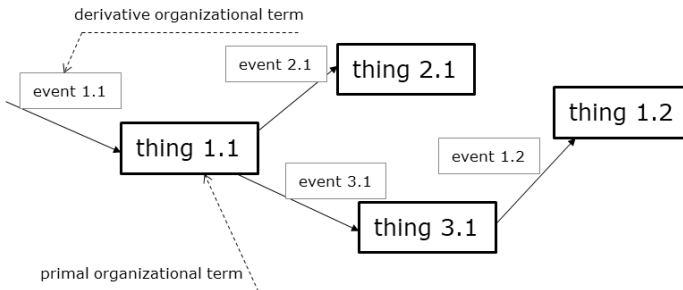 derivative organizational term
event 1.1
event 2.1
thing 2.1
thing 1.1
thing 1.2
event 1.2
event 3.1
thing 3.1
primal organizational term